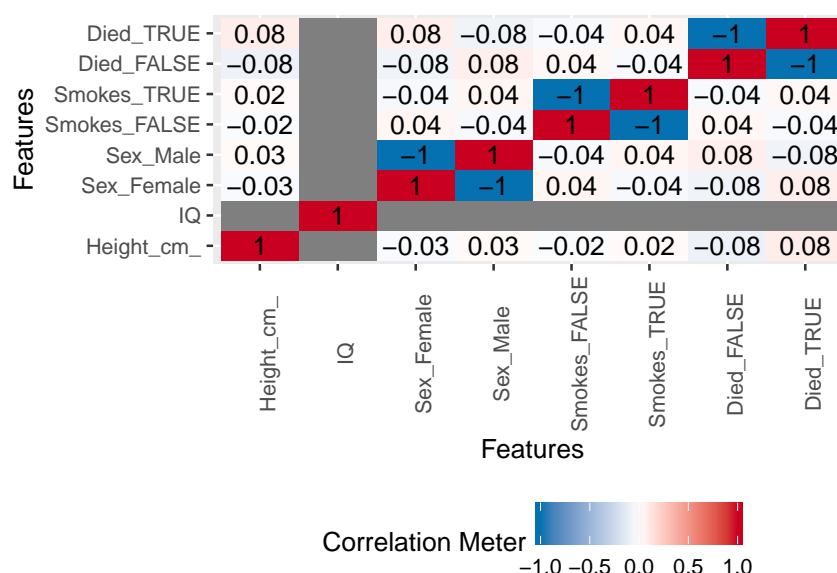 Features
Died_TRUE 0.08 0.08 −0.08 −0.04 0.04 −1 1
Died_FALSE −0.08 −0.08 0.08 0.04 −0.04 1 −1
Smokes_TRUE 0.02 −0.04 0.04 −1 1 −0.04 0.04
Smokes_FALSE −0.02 0.04 −0.04 1 −1 0.04 −0.04
Sex_Male 0.03 −1 1 −0.04 0.04 0.08 −0.08
Sex_Female −0.03 1 −1 0.04 −0.04 −0.08 0.08
IQ 1
Height_cm_ 1 −0.03 0.03 −0.02 0.02 −0.08 0.08
Height_cm_ IQ Sex_Female Sex_Male Smokes_FALSE Smokes_TRUE Died_FALSE Died_TRUE
Features
Correlation Meter
−1.0 −0.5 0.0 0.5 1.0